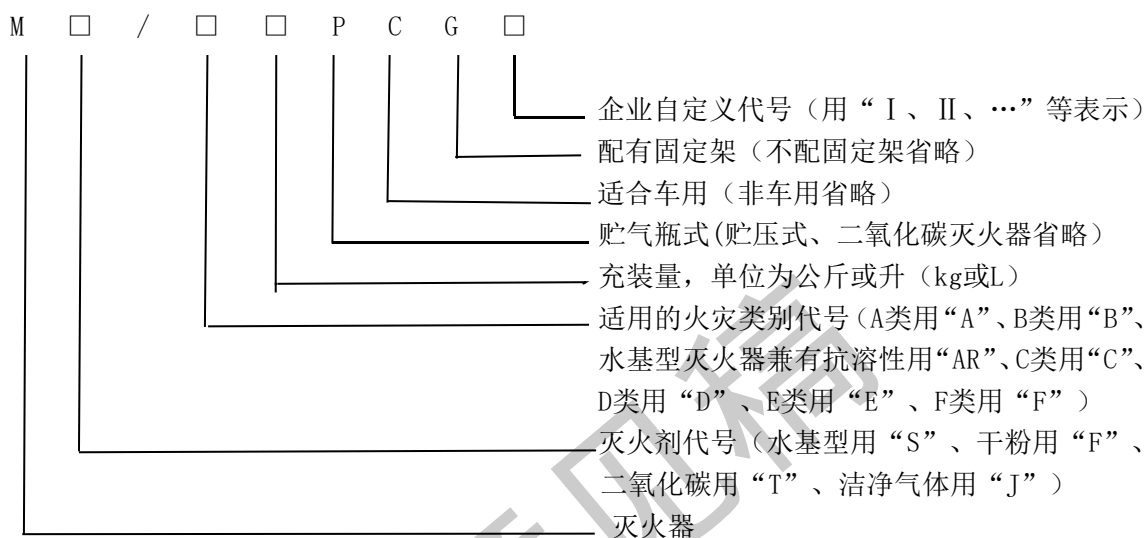 M □ / □ □ P C G □
企业自定义代号（用“Ⅰ、Ⅱ、…”等表示）
配有固定架（不配固定架省略）
适合车用（非车用省略）
贮气瓶式(贮压式、二氧化碳灭火器省略）
充装量，单位为公斤或升（kg或L）
适用的火灾类别代号（A类用“A”、B类用“B”、
水基型灭火器兼有抗溶性用“AR”、C类用“C”、
D类用“D”、E类用“E”、F类用“F”）
灭火剂代号（水基型用“S”、干粉用“F”、
二氧化碳用“T”、洁净气体用“J”）
灭火器
见稿